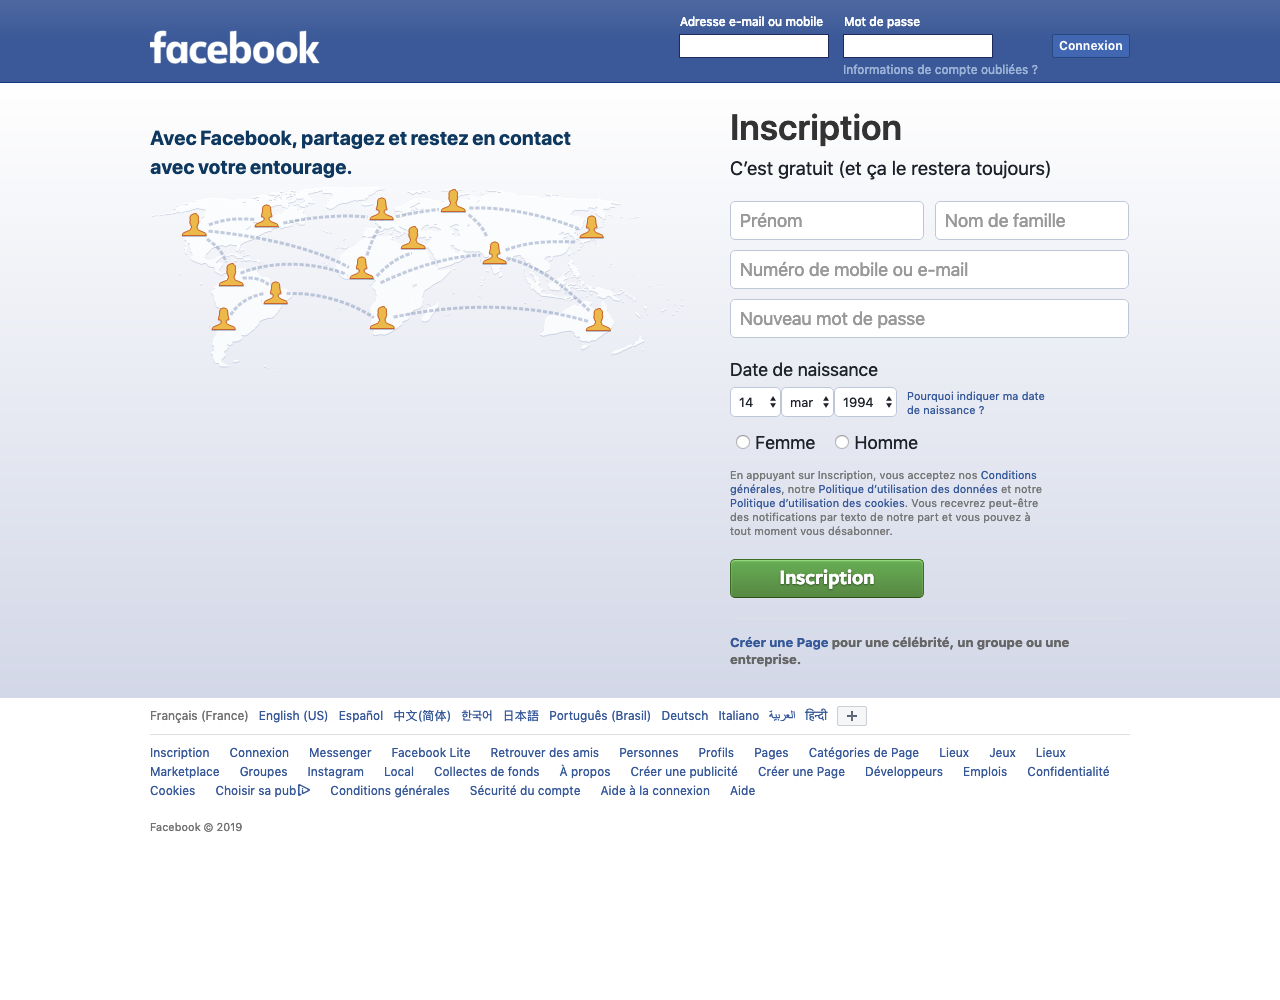 facebook
Adresse e-mail ou mobile
Mot de passe
Connexion
Informations de compte oubliées ?
Avec Facebook, partagez et restez en contact
avec votre entourage.
Inscription
C’est gratuit (et ça le restera toujours)
Prénom
Nom de famille
Numéro de mobile ou e-mail
Nouveau mot de passe
Date de naissance
14 mar 1994
Pourquoi indiquer ma date
de naissance ?
Femme Homme
En appuyant sur Inscription, vous acceptez nos Conditions
générales, notre Politique d’utilisation des données et notre
Politique d’utilisation des cookies. Vous recevrez peut-être
des notifications par texto de notre part et vous pouvez à
tout moment vous désabonner.
Inscription
Créer une Page pour une célébrité, un groupe ou une
entreprise.
Français (France) English (US) Español 中文(简体) 한국어 日本語 Português (Brasil) Deutsch Italiano العربية हिन्दी
Inscription Connexion Messenger Facebook Lite Retrouver des amis Personnes Profils Pages Catégories de Page Lieux Jeux Lieux
Marketplace Groupes Instagram Local Collectes de fonds À propos Créer une publicité Créer une Page Développeurs Emplois Confidentialité
Cookies Choisir sa pub Conditions générales Sécurité du compte Aide à la connexion Aide
Facebook © 2019